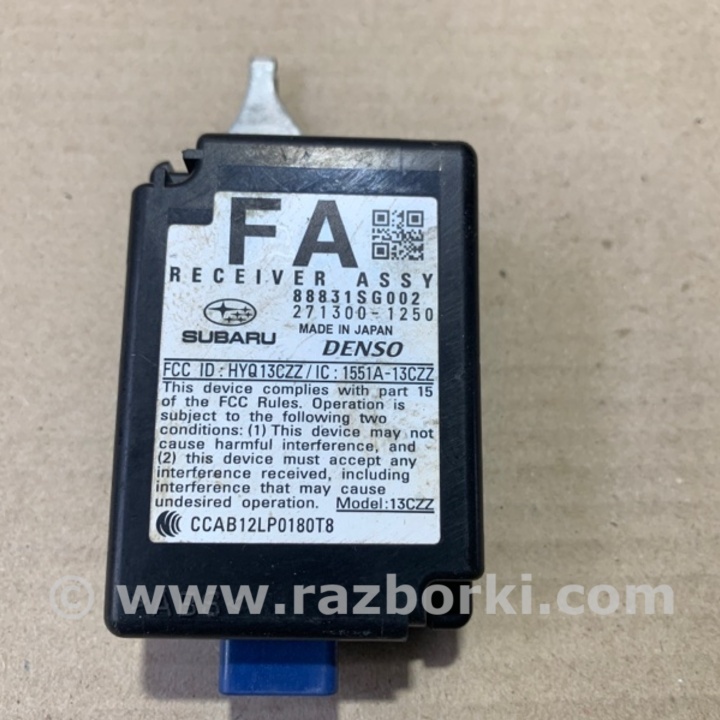 FA
RECEIVER ASSY
88831SG002
271300-1250
MADE IN JAPAN
SUBARU DENSO
FCC ID : HYQ13CZZ / IC : 1551A-13CZZ
This device complies with part 15
of the FCC Rules. Operation is
subject to the following two
conditions: (1) This device may not
cause harmful interference, and
(2) this device must accept any
interference received, including
interference that may cause
undesired operation. Model:13CZZ
CCAB12LP0180T8
© www.razborki.com